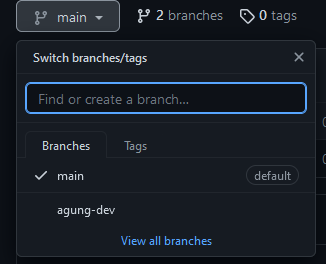 main 2 branches 0 tags
Switch branches/tags
Find or create a branch...
Branches Tags
main default
agung-dev
View all branches